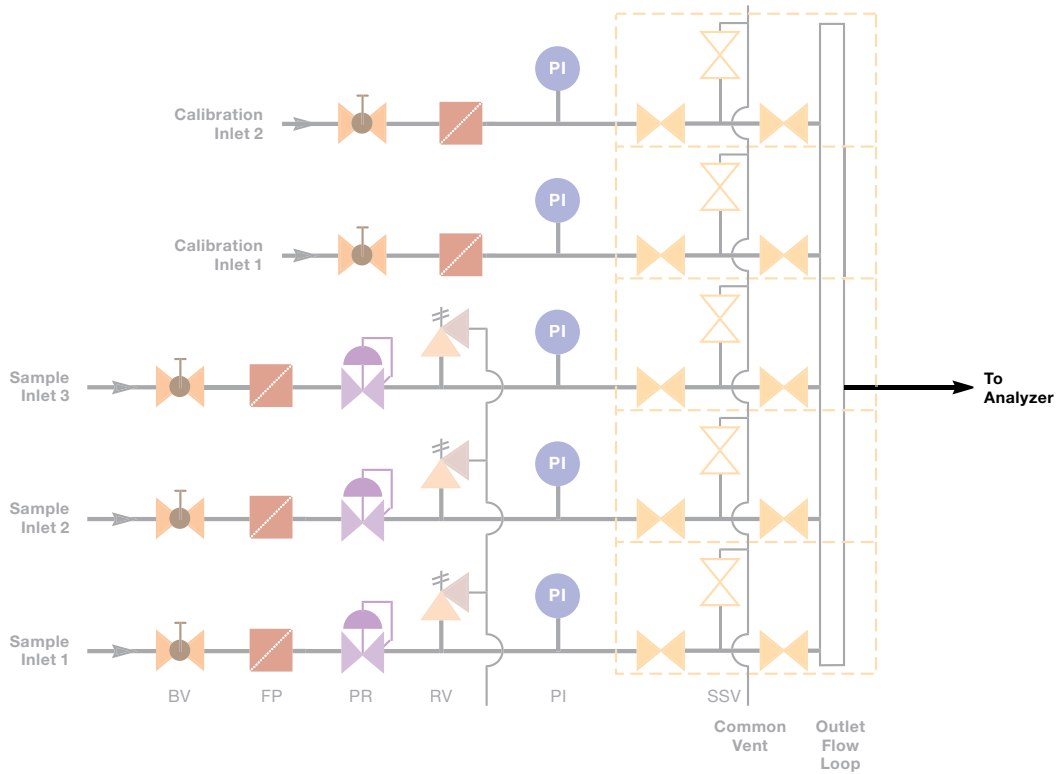 PI
Calibration
Inlet 2
PI
Calibration
Inlet 1
PI
Sample
Inlet 3
To
Analyzer
PI
Sample
Inlet 2
PI
Sample
Inlet 1
BV FP PR RV PI SSV
Common
Vent
Outlet
Flow
Loop